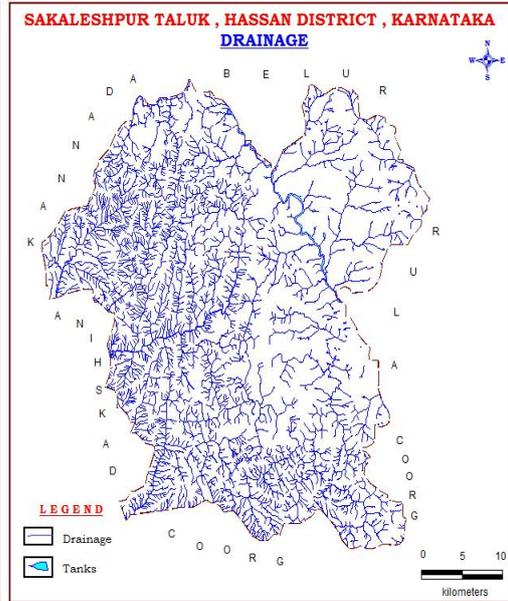 SAKALESHPUR TALUK , HASSAN DISTRICT , KARNATAKA
DRAINAGE
N
W E
S
D A K S H I N A K A N N A D A
B E L U R
A L U R
C O O R G
C O O R G
LEGEND
Drainage
Tanks
0 5 10
kilometers